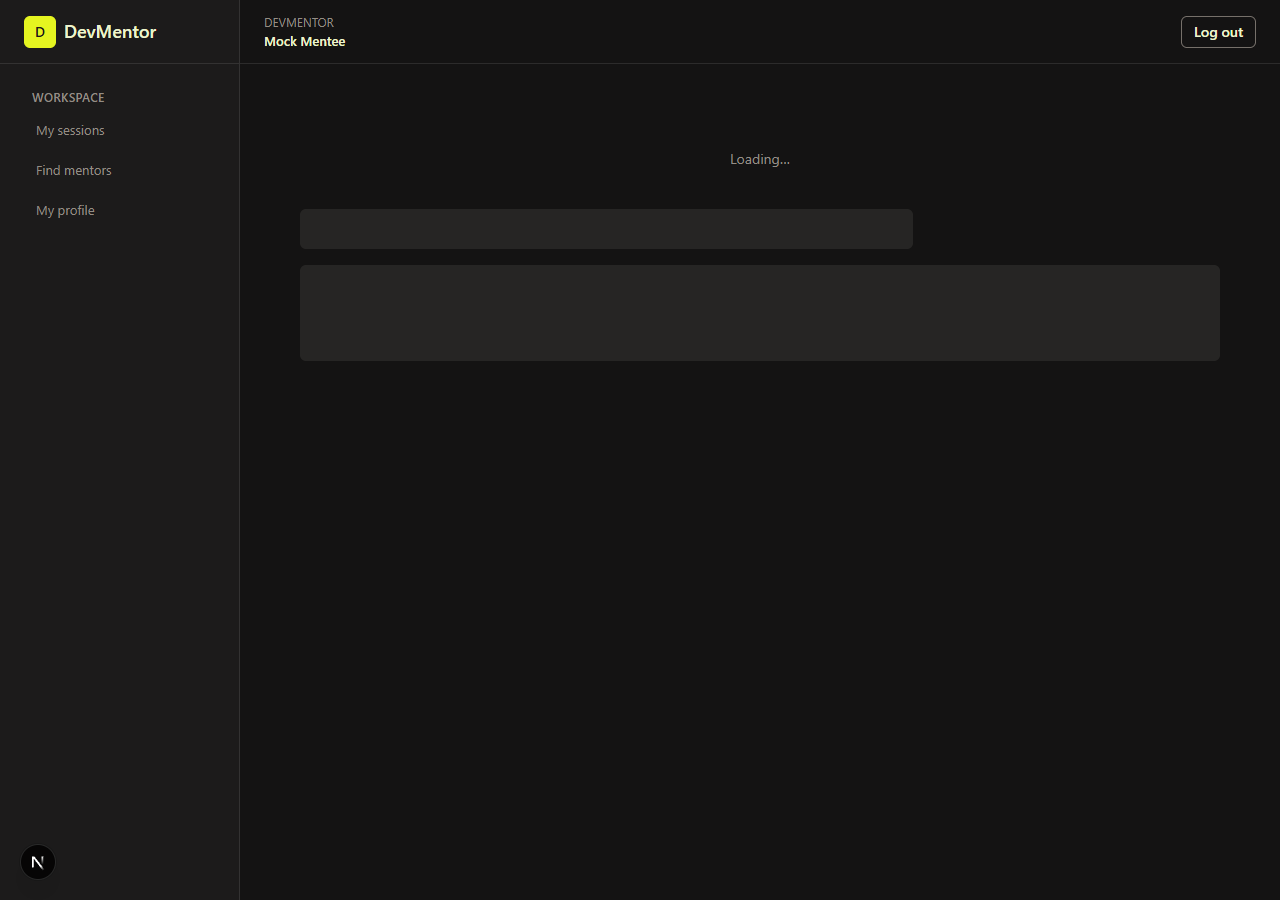 D DevMentor
DEVMENTOR
Mock Mentee
Log out
WORKSPACE
My sessions
Find mentors
My profile
Loading...
N